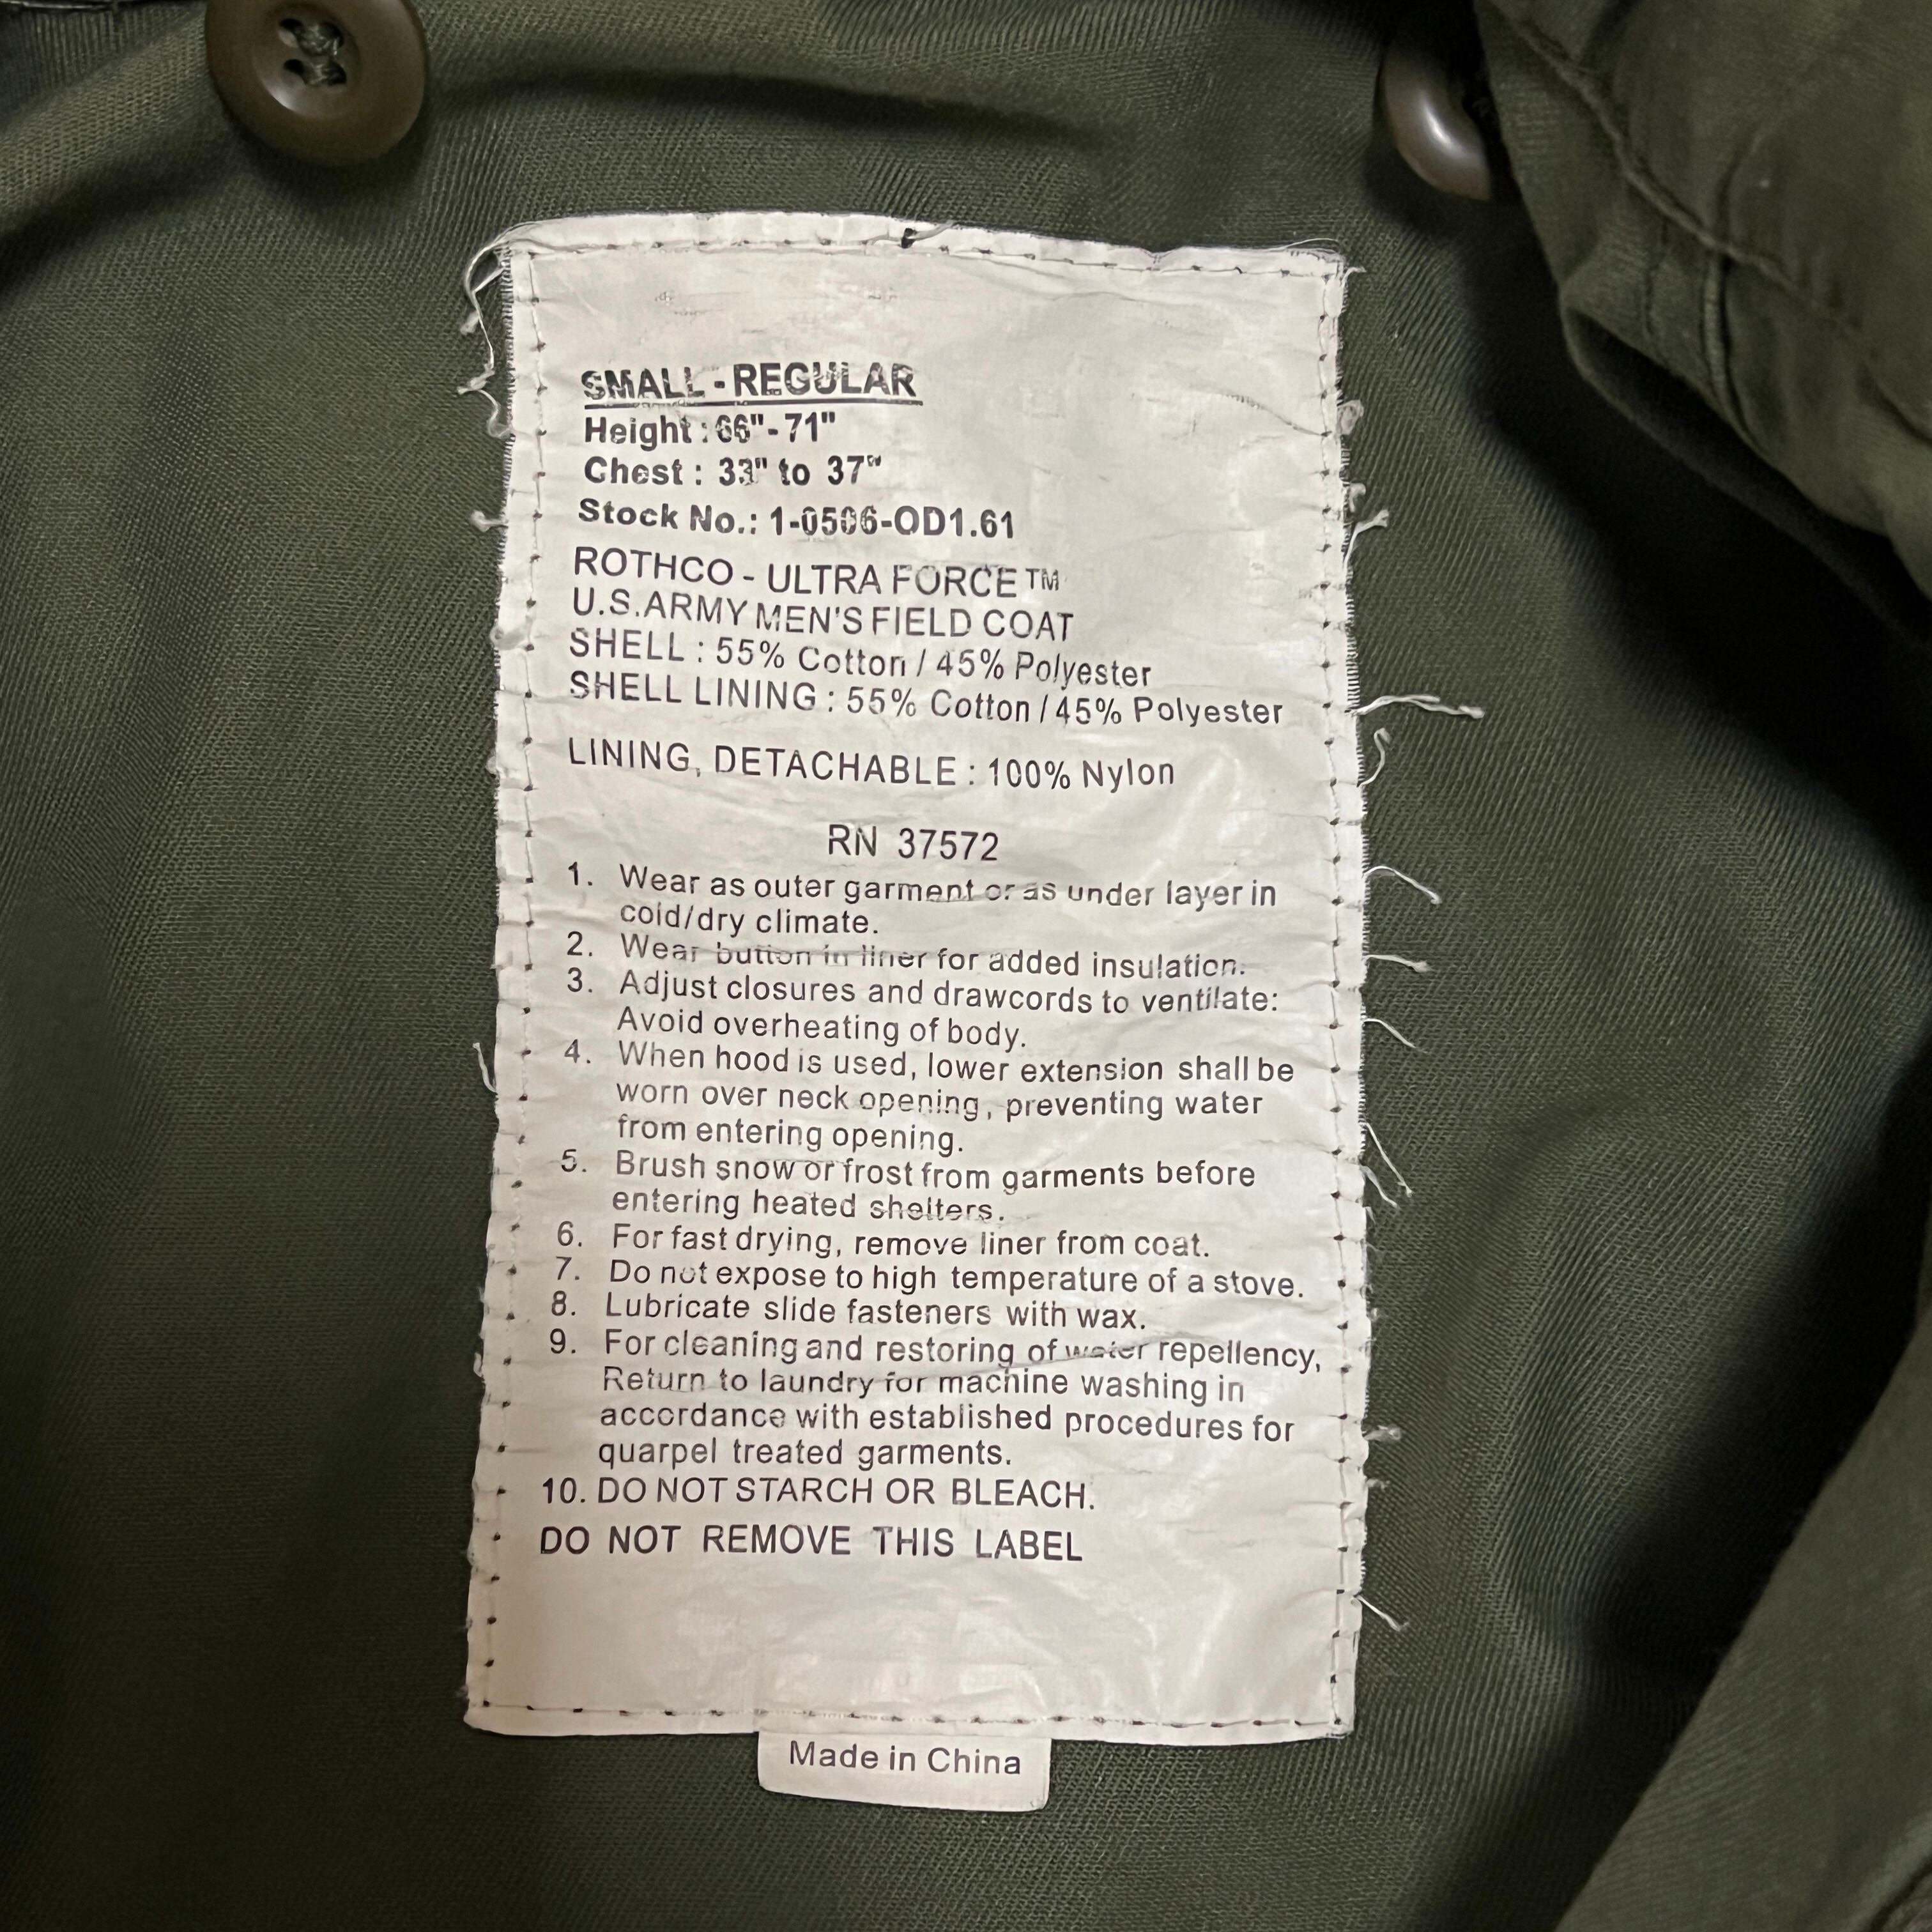 SMALL - REGULAR
Height : 66"- 71"
Chest : 33" to 37"
Stock No.: 1-0506-OD1.61
ROTHCO - ULTRA FORCE™
U.S.ARMY MEN'S FIELD COAT
SHELL : 55% Cotton / 45% Polyester
SHELL LINING : 55% Cotton / 45% Polyester
LINING, DETACHABLE : 100% Nylon
RN 37572
1. Wear as outer garment or as under layer in
cold/dry climate.
2. Wear button in liner for added insulation.
3. Adjust closures and drawcords to ventilate:
Avoid overheating of body.
4. When hood is used, lower extension shall be
worn over neck opening, preventing water
from entering opening.
5. Brush snow or frost from garments before
entering heated shelters.
6. For fast drying, remove liner from coat.
7. Do not expose to high temperature of a stove.
8. Lubricate slide fasteners with wax.
9. For cleaning and restoring of water repellency,
Return to laundry for machine washing in
accordance with established procedures for
quarpel treated garments.
10. DO NOT STARCH OR BLEACH.
DO NOT REMOVE THIS LABEL
Made in China